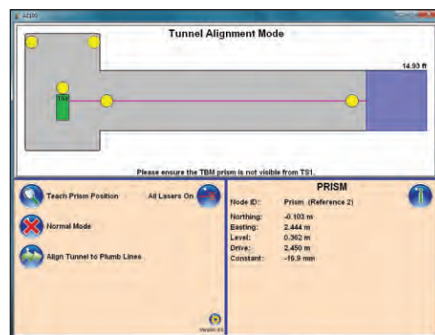 AZ100
Tunnel Alignment Mode
14.93 ft
TS1
Please ensure the TBM prism is not visible from TS1.
Teach Prism Position
All Lasers On
Normal Mode
Align Tunnel to Plumb Lines
PRISM
Node ID: Prism (Reference 2)
Northing: -0.103 m
Easting: 2.444 m
Level: 0.362 m
Drive: 2.450 m
Constant: -16.9 mm